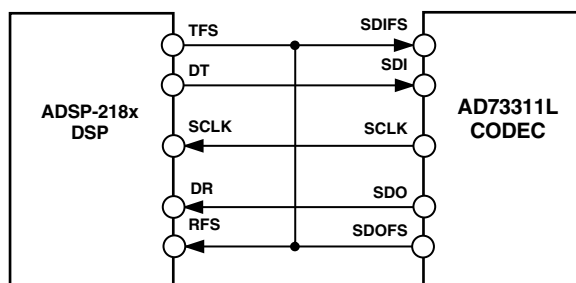 TFS
SDIFS
DT
SDI
ADSP-218x
DSP
SCLK
SCLK
AD73311L
CODEC
DR
SDO
RFS
SDOFS